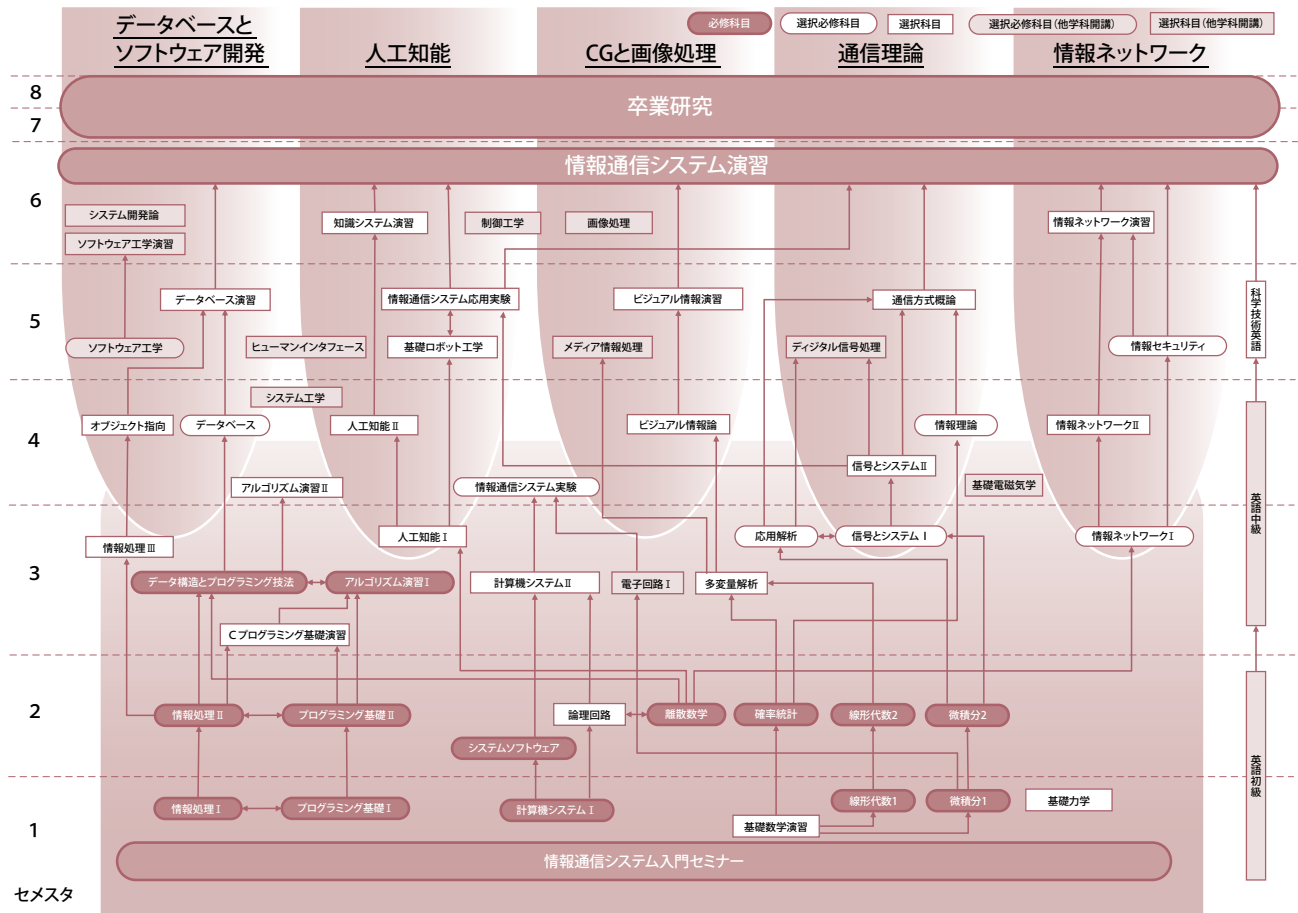 データベースと
ソフトウェア開発
人工知能
CGと画像処理
通信理論
情報ネットワーク
必修科目
選択必修科目
選択科目
選択必修科目(他学科開講)
選択科目(他学科開講)
8
7
卒業研究
情報通信システム演習
6
システム開発論
ソフトウェア工学演習
知識システム演習
制御工学
画像処理
情報ネットワーク演習
5
データベース演習
情報通信システム応用実験
ビジュアル情報演習
通信方式概論
科学技術英語
ソフトウェア工学
ヒューマンインタフェース
基礎ロボット工学
メディア情報処理
ディジタル信号処理
情報セキュリティ
システム工学
4
オブジェクト指向
データベース
人工知能Ⅱ
ビジュアル情報論
情報理論
情報ネットワークⅡ
信号とシステムⅡ
アルゴリズム演習Ⅱ
情報通信システム実験
基礎電磁気学
英語中級
3
情報処理Ⅲ
人工知能Ⅰ
応用解析
信号とシステムⅠ
情報ネットワークⅠ
データ構造とプログラミング技法
アルゴリズム演習Ⅰ
計算機システムⅡ
電子回路Ⅰ
多変量解析
Cプログラミング基礎演習
2
情報処理Ⅱ
プログラミング基礎Ⅱ
論理回路
離散数学
確率統計
線形代数2
微積分2
システムソフトウェア
英語初級
1
情報処理Ⅰ
プログラミング基礎Ⅰ
計算機システムⅠ
線形代数1
微積分1
基礎力学
基礎数学演習
情報通信システム入門セミナー
セメスタ